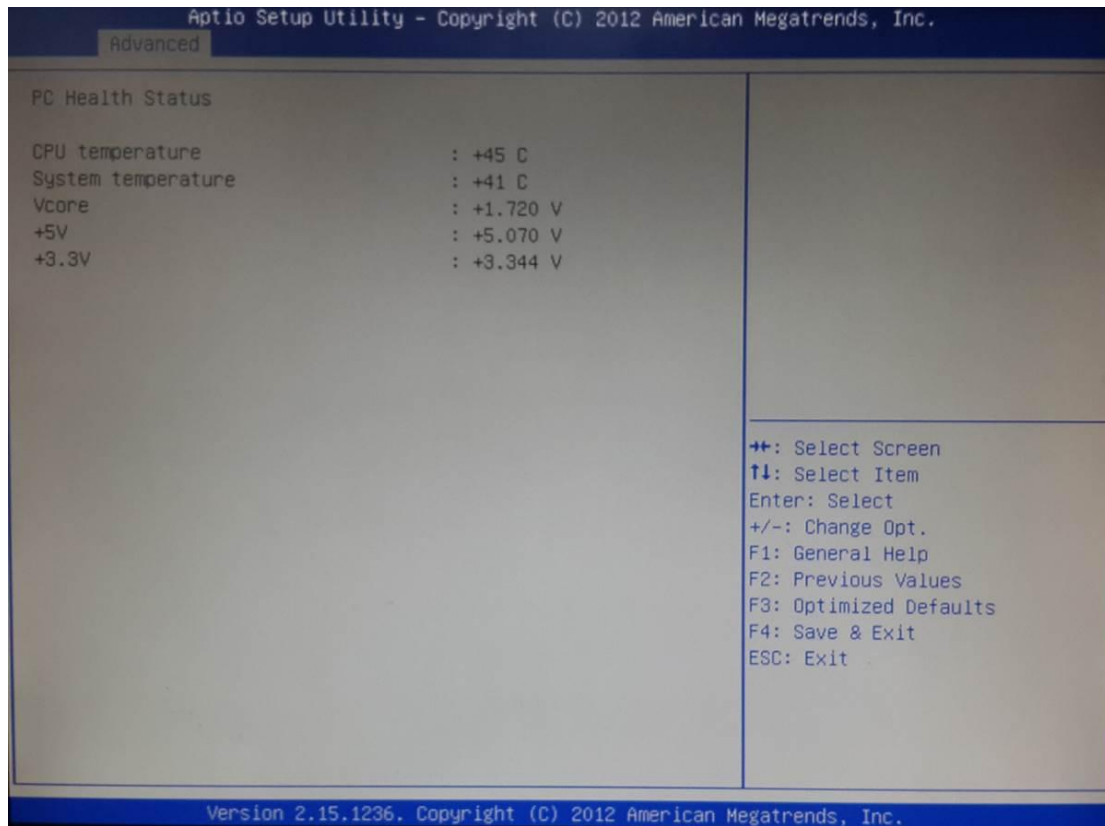 Aptio Setup Utility - Copyright (C) 2012 American Megatrends, Inc.
Advanced
PC Health Status
CPU temperature : +45 C
System temperature : +41 C
Vcore : +1.720 V
+5V : +5.070 V
+3.3V : +3.344 V
→←: Select Screen
↑↓: Select Item
Enter: Select
+/-: Change Opt.
F1: General Help
F2: Previous Values
F3: Optimized Defaults
F4: Save & Exit
ESC: Exit
Version 2.15.1236. Copyright (C) 2012 American Megatrends, Inc.